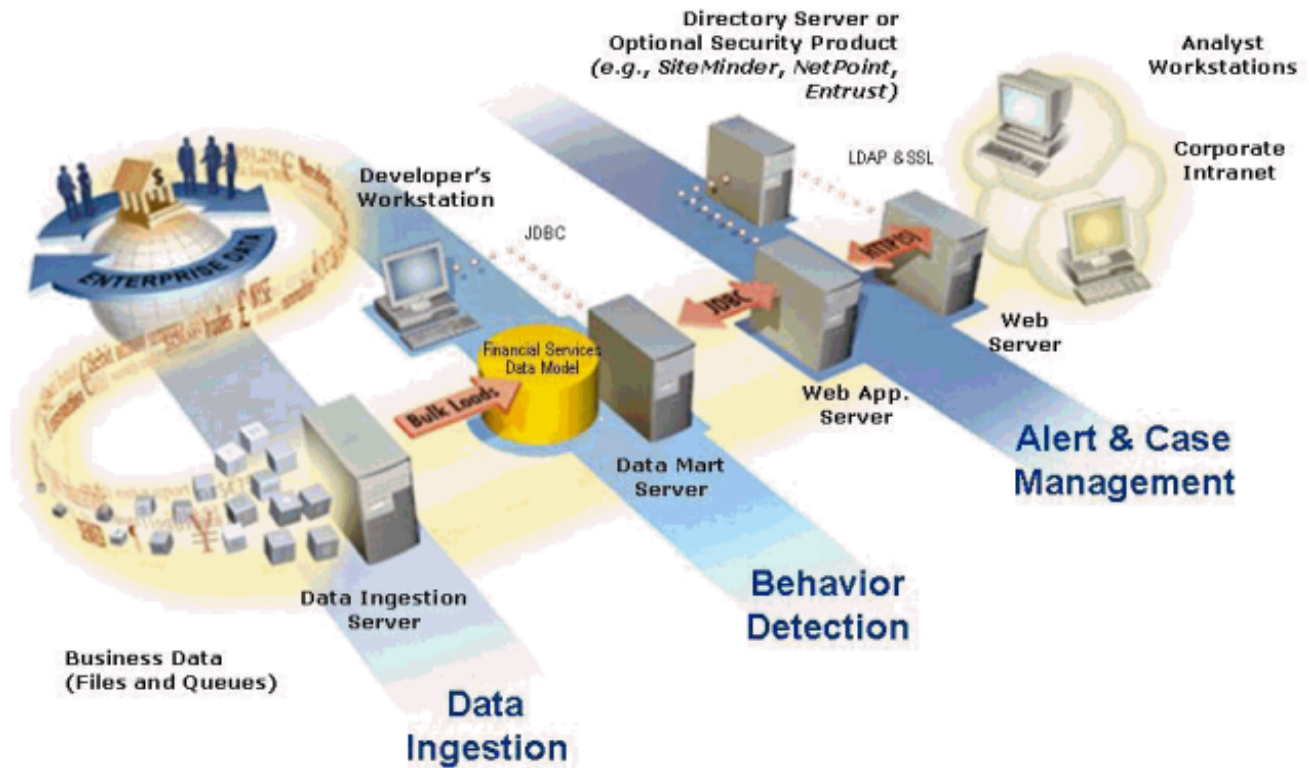 Directory Server or
Optional Security Product
(e.g., SiteMinder, NetPoint,
Entrust)
Analyst
Workstations
LDAP & SSL
Corporate
Intranet
Developer's
Workstation
JDBC
ENTERPRISE DATA
HTTP(S)
JDBC
Web
Server
Financial Services
Data Model
Bulk Loads
Web App.
Server
Alert & Case
Management
Data Mart
Server
Behavior
Detection
Data Ingestion
Server
Business Data
(Files and Queues)
Data
Ingestion